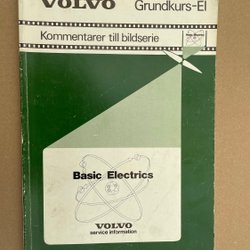 VOLVO Grundkurs-El
Kommentarer till bildserie
Basic Electrics
VOLVO
service information